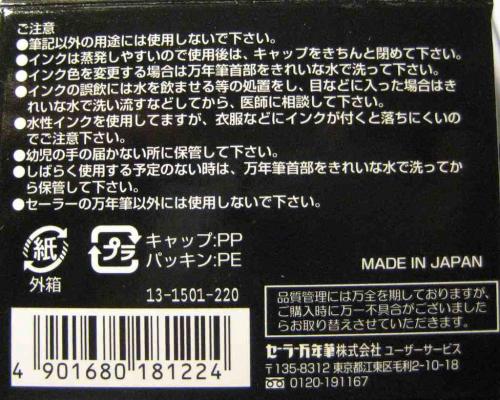 ご注意
●筆記以外の用途には使用しないで下さい。
●インクは蒸発しやすいので使用後は、キャップをきちんと閉めて下さい。
●インク色を変更する場合は万年筆首部をきれいな水で洗って下さい。
●インクの誤飲には水を飲ませる等の処置をし、目などに入った場合はき
れいな水で洗い流すなどしてから、医師に相談して下さい。
●水性インクを使用してますが、衣服などにインクが付くと落ちにくいの
でご注意下さい。
●幼児の手の届かない所に保管して下さい。
●しばらく使用する予定のない時は、万年筆首部をきれいな水で洗ってか
ら保管して下さい。
●セーラーの万年筆以外には使用しないで下さい。
紙
外箱
プラ
キャップ:PP
パッキン:PE
MADE IN JAPAN
13-1501-220
品質管理には万全を期しておりますが、
ご購入時に万一不具合がございました
らお取り替えさせていただきます。
セーラー万年筆株式会社 ユーザーサービス
〒135-8312 東京都江東区毛利2-10-18
0120-191167
4 901680 181224